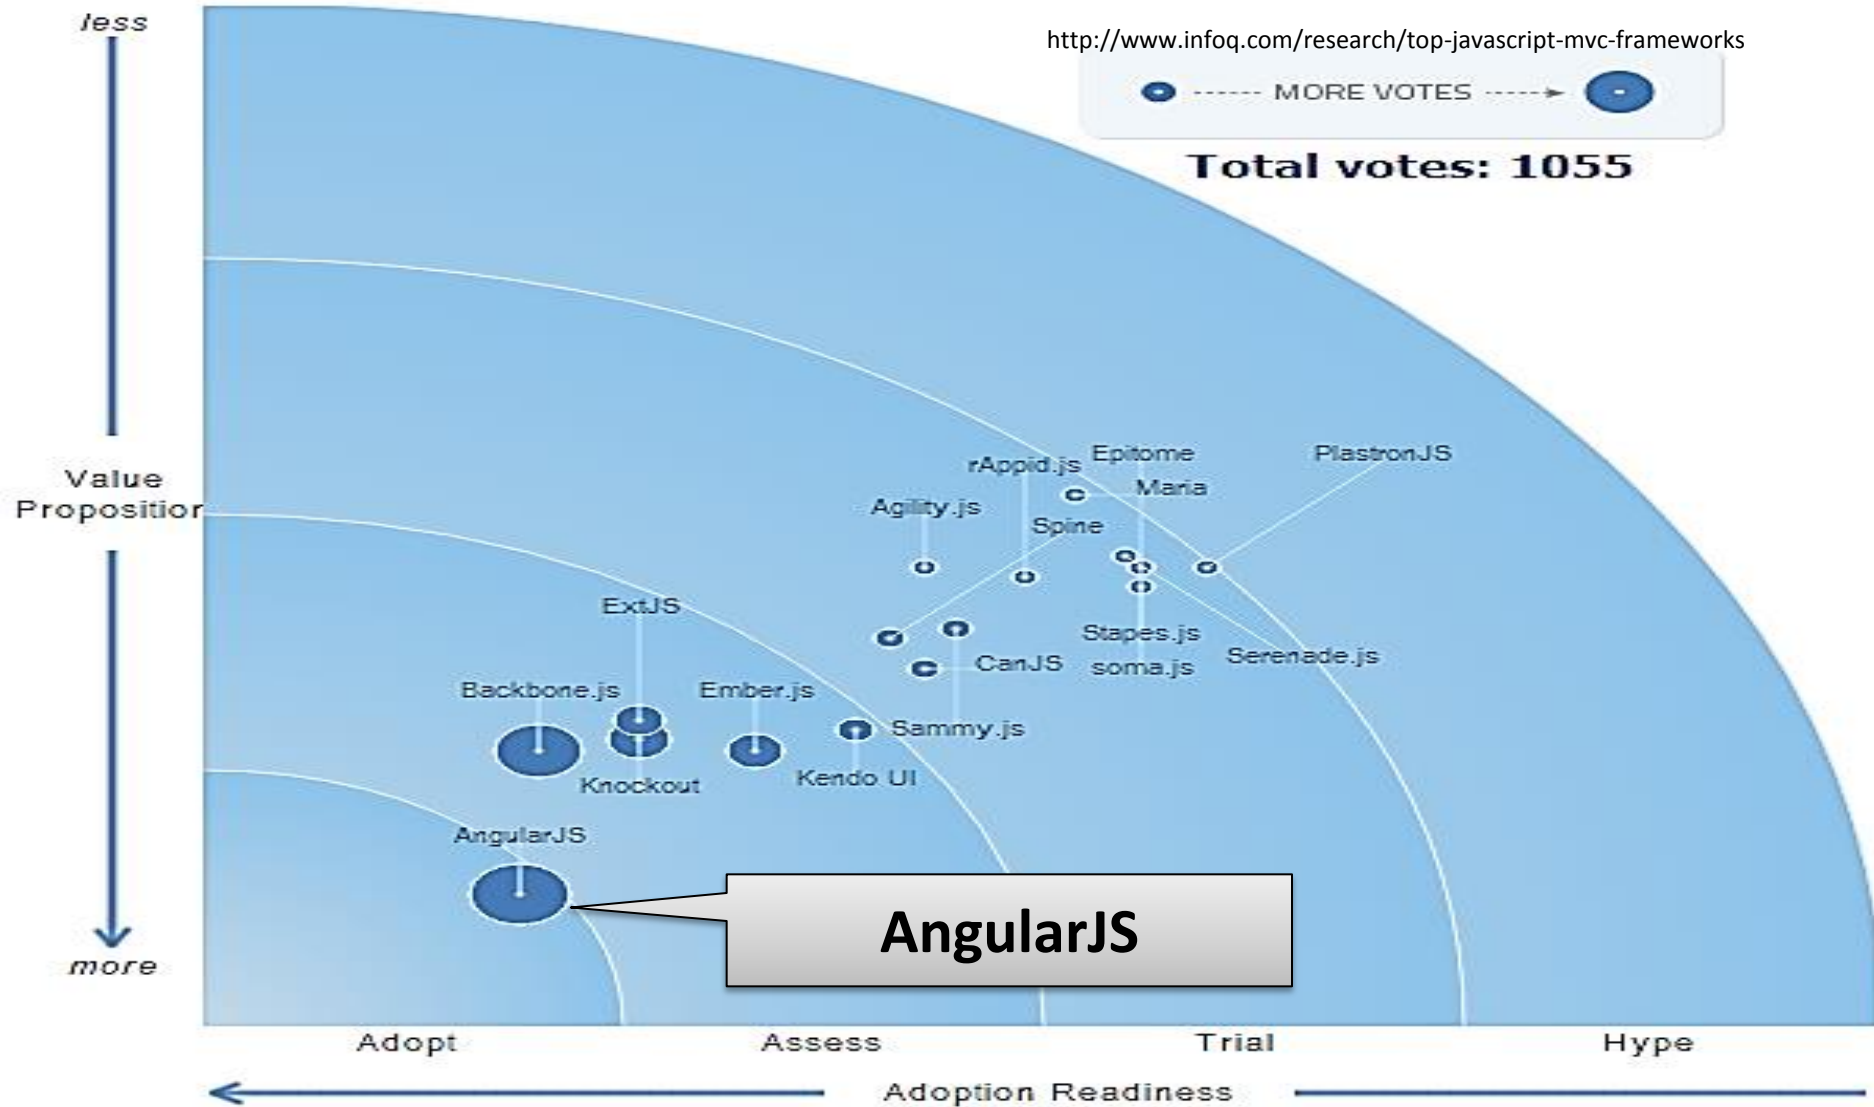 less
http://www.infoq.com/research/top-javascript-mvc-frameworks
MORE VOTES
Total votes: 1055
Value
Proposition
rAppid.js
Epitome
PlastronJS
Maria
Agility.js
Spine
ExtJS
Stapes.js
Serenade.js
CanJS
soma.js
Backbone.js
Ember.js
Sammy.js
Kendo UI
Knockout
AngularJS
AngularJS
more
Adopt
Assess
Trial
Hype
Adoption Readiness